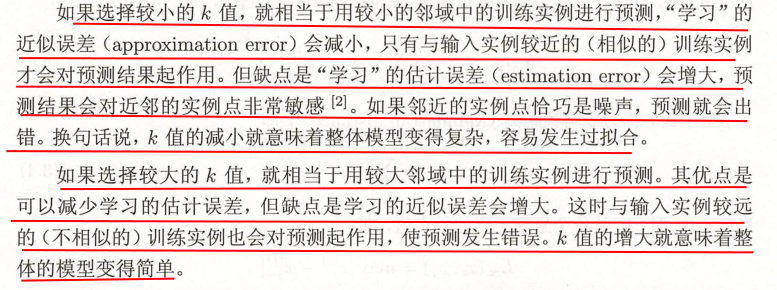 如果选择较小的 k 值，就相当于用较小的邻域中的训练实例进行预测，“学习”的
近似误差（approximation error）会减小，只有与输入实例较近的（相似的）训练实例
才会对预测结果起作用。但缺点是“学习”的估计误差（estimation error）会增大，预
测结果会对近邻的实例点非常敏感 [2]。如果邻近的实例点恰巧是噪声，预测就会出
错。换句话说，k 值的减小就意味着整体模型变得复杂，容易发生过拟合。
如果选择较大的 k 值，就相当于用较大邻域中的训练实例进行预测。其优点是
可以减少学习的估计误差，但缺点是学习的近似误差会增大。这时与输入实例较远
的（不相似的）训练实例也会对预测起作用，使预测发生错误。k 值的增大就意味着整
体的模型变得简单。